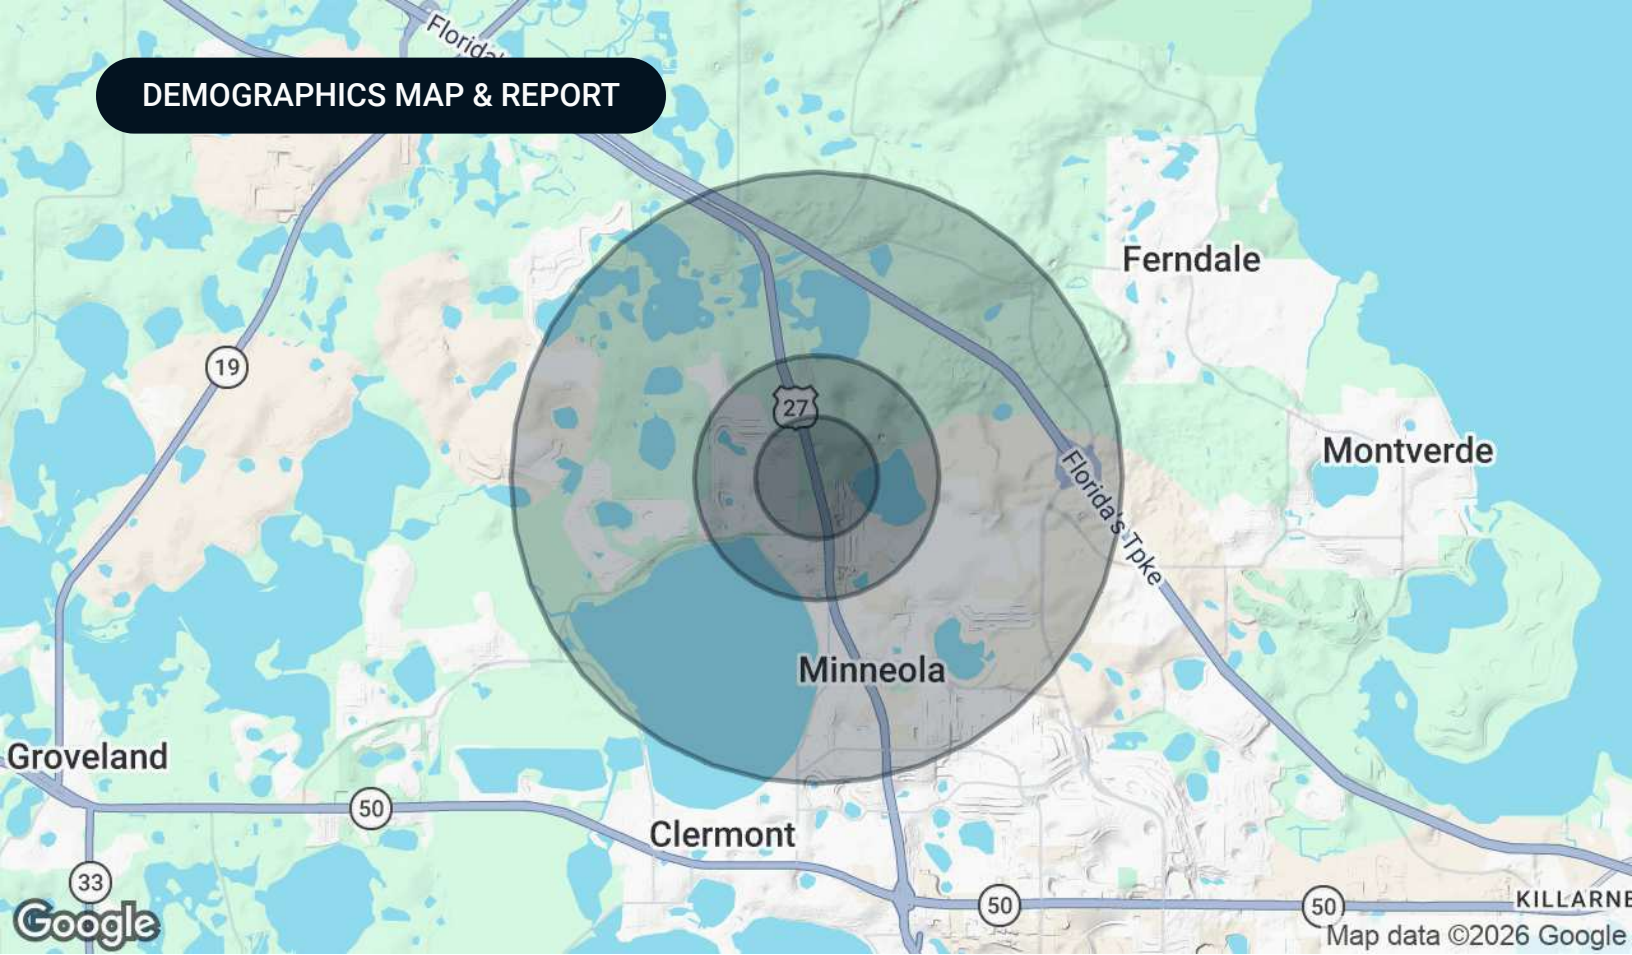 Florida's
DEMOGRAPHICS MAP & REPORT
Ferndale
19
27
Montverde
Florida's Tpke
Minneola
Groveland
50
Clermont
33
50
50
KILLARNE
Google
Map data ©2026 Google